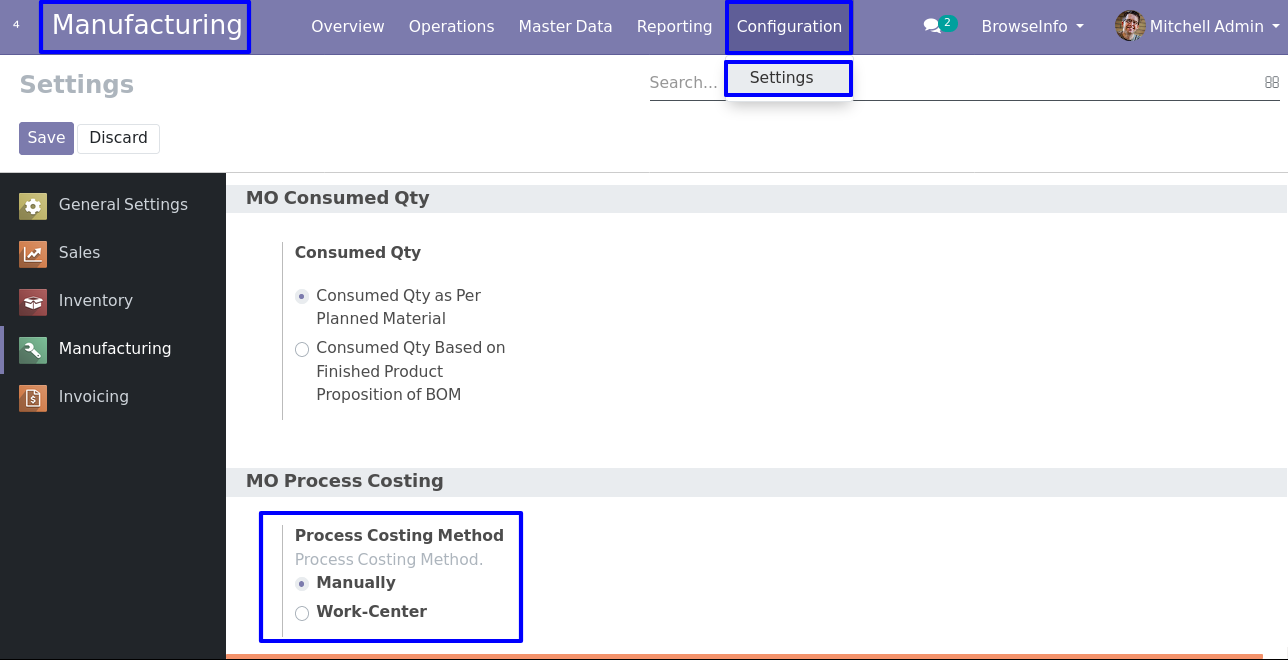 4 Manufacturing Overview Operations Master Data Reporting Configuration 2 BrowseInfo Mitchell Admin
Settings Search... Settings
Save Discard
General Settings
Sales
Inventory
Manufacturing
Invoicing
MO Consumed Qty
Consumed Qty
Consumed Qty as Per
Planned Material
Consumed Qty Based on
Finished Product
Proposition of BOM
MO Process Costing
Process Costing Method
Process Costing Method.
Manually
Work-Center